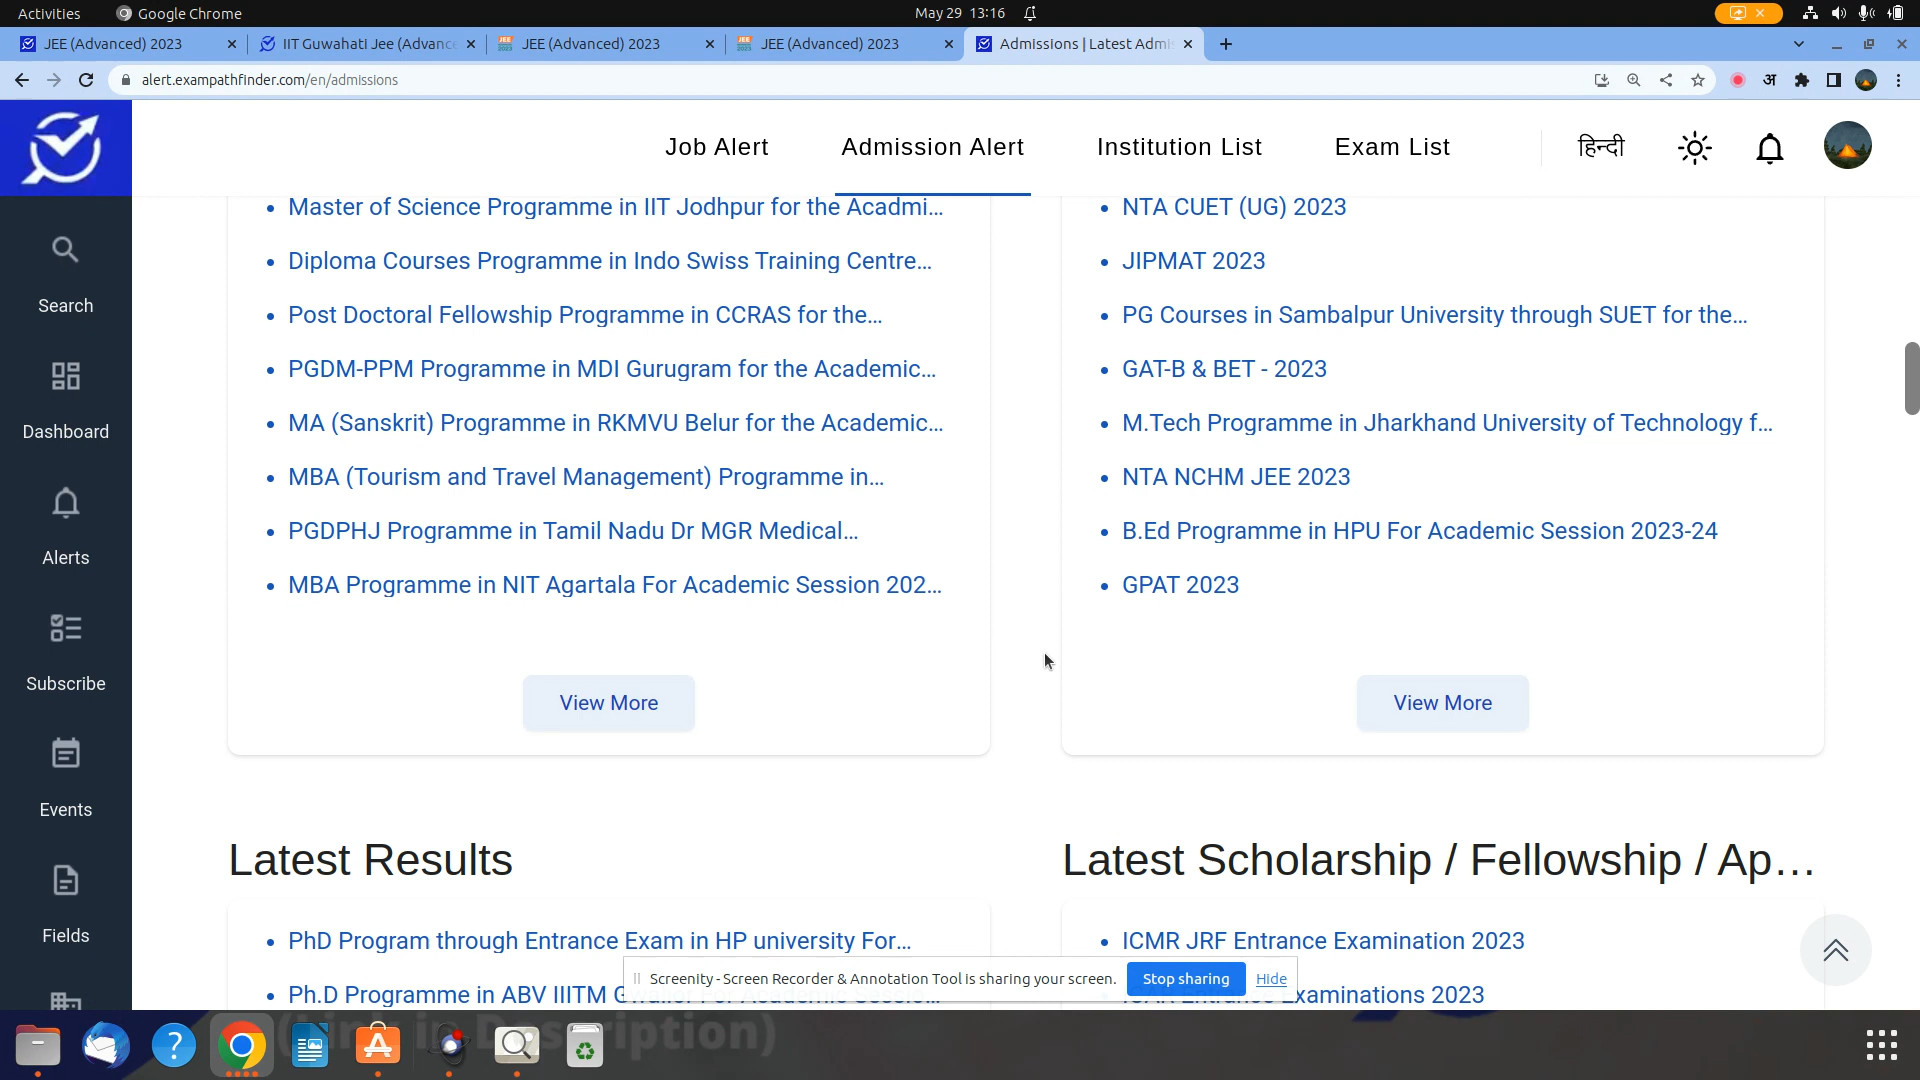 Activities
Google Chrome
May 29 13:16
JEE (Advanced) 2023
IIT Guwahati Jee (Advance
JEE (Advanced) 2023
JEE (Advanced) 2023
Admissions | Latest Admi
alert.exampathfinder.com/en/admissions
अ
Job Alert
Admission Alert
Institution List
Exam List
हिन्दी
Search
Dashboard
Alerts
Subscribe
Events
Fields
Master of Science Programme in IIT Jodhpur for the Acadmi...
Diploma Courses Programme in Indo Swiss Training Centre...
Post Doctoral Fellowship Programme in CCRAS for the...
PGDM-PPM Programme in MDI Gurugram for the Academic...
MA (Sanskrit) Programme in RKMVU Belur for the Academic...
MBA (Tourism and Travel Management) Programme in...
PGDPHJ Programme in Tamil Nadu Dr MGR Medical...
MBA Programme in NIT Agartala For Academic Session 202...
View More
NTA CUET (UG) 2023
JIPMAT 2023
PG Courses in Sambalpur University through SUET for the...
GAT-B & BET - 2023
M.Tech Programme in Jharkhand University of Technology f...
NTA NCHM JEE 2023
B.Ed Programme in HPU For Academic Session 2023-24
GPAT 2023
View More
Latest Results
PhD Program through Entrance Exam in HP university For...
Ph.D Programme in ABV IIITM
Latest Scholarship / Fellowship / Ap...
ICMR JRF Entrance Examination 2023
Examinations 2023
Screenity - Screen Recorder & Annotation Tool is sharing your screen.
Stop sharing
Hide
(Link in Description)